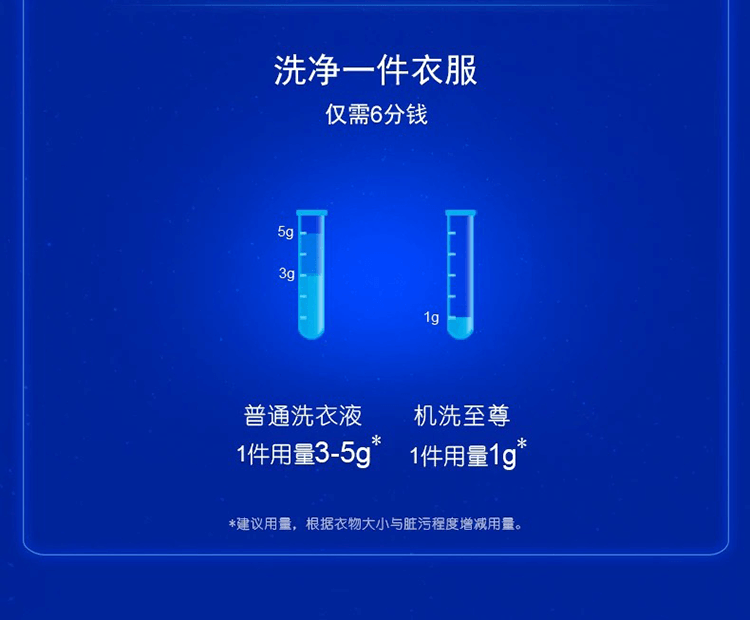 洗净一件衣服
仅需6分钱
5g
3g
1g
普通洗衣液 机洗至尊
1件用量3-5g* 1件用量1g*
*建议用量，根据衣物大小与脏污程度增减用量。